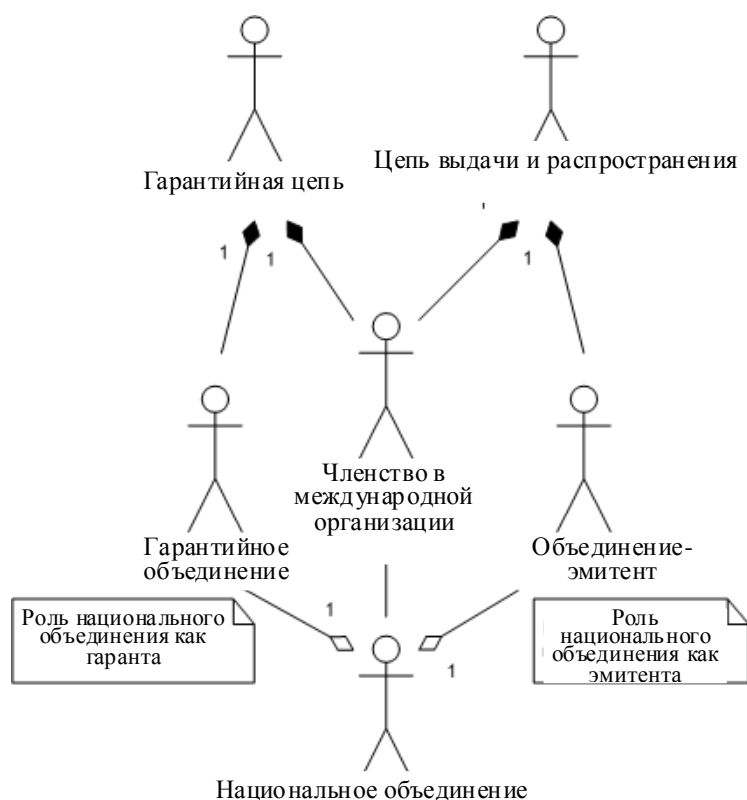 Гарантийная цепь
Цепь выдачи и распространения
1
1
1
Членство в
международной
организации
Гарантийное
объединение
Объединение-
эмитент
Роль национального
объединения как
гаранта
1
Роль
национального
объединения как
эмитента
1
Национальное объединение